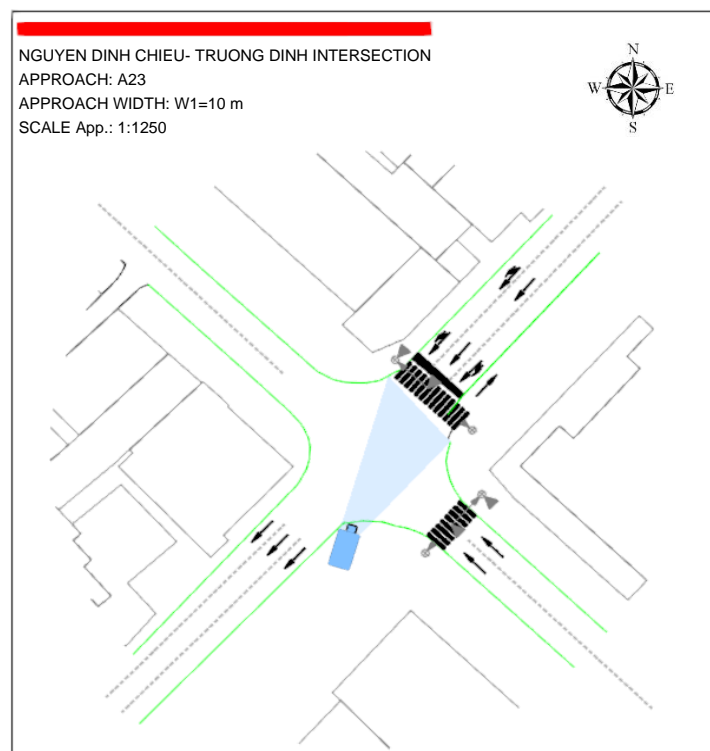 NGUYEN DINH CHIEU- TRUONG DINH INTERSECTION
APPROACH: A23
APPROACH WIDTH: W1=10 m
SCALE App.: 1:1250
N
W E
S